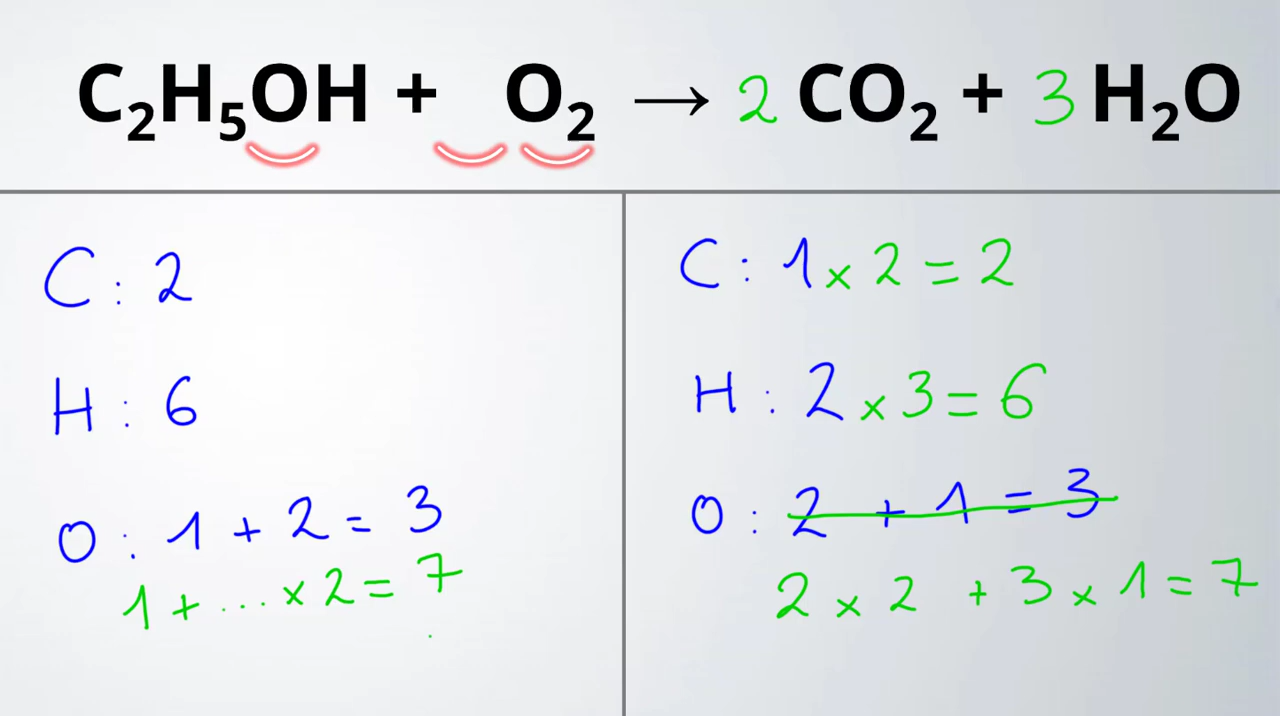 C₂H₅OH + O₂ → 2 CO₂ + 3 H₂O
C : 2
H : 6
O : 1 + 2 = 3
1 + ... × 2 = 7
C : 1 × 2 = 2
H : 2 × 3 = 6
O : 2 + 1 = 3
2 × 2 + 3 × 1 = 7